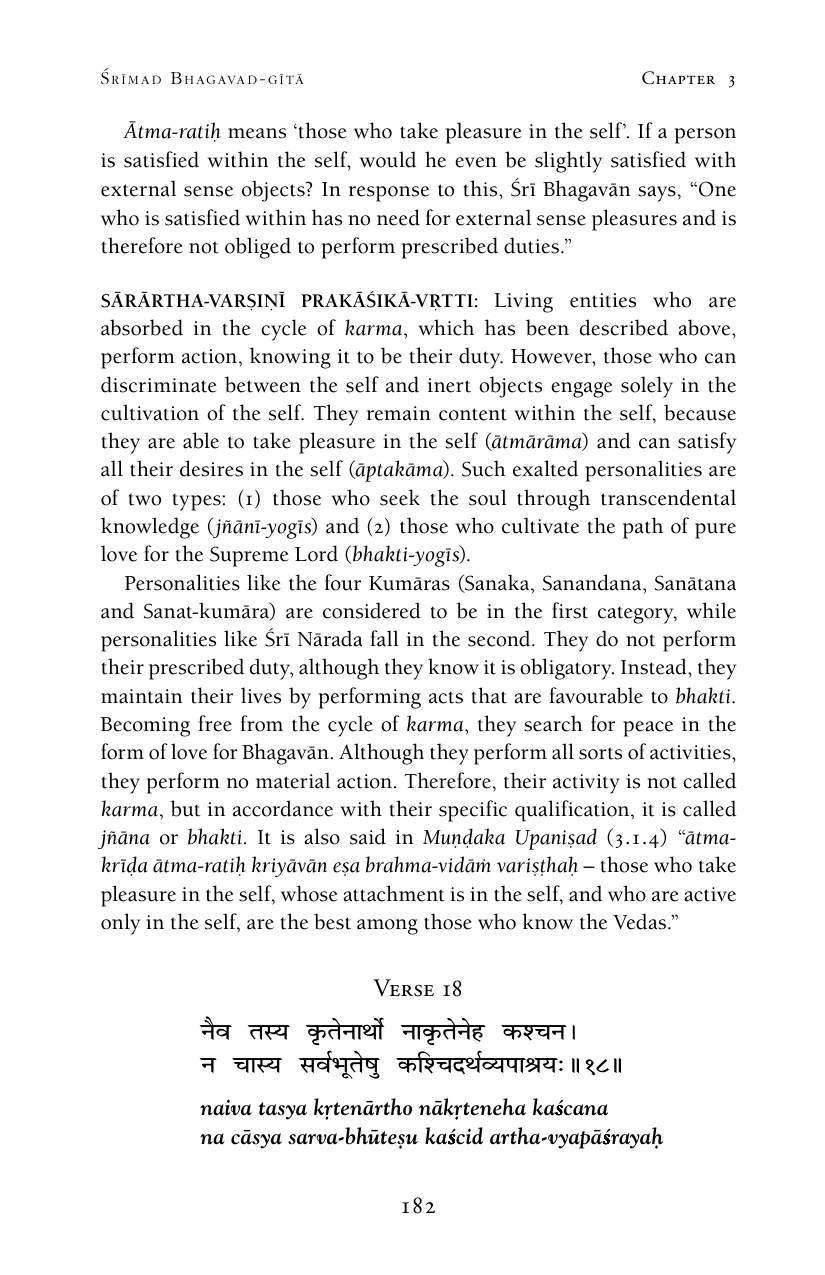 Śrīmad Bhagavad-gītā Chapter 3
Ātma-ratiḥ means ‘those who take pleasure in the self’. If a person
is satisfied within the self, would he even be slightly satisfied with
external sense objects? In response to this, Śrī Bhagavān says, “One
who is satisfied within has no need for external sense pleasures and is
therefore not obliged to perform prescribed duties.”
SĀRĀRTHA-VARṢIṆĪ PRAKĀŚIKĀ-VṚTTI: Living entities who are
absorbed in the cycle of karma, which has been described above,
perform action, knowing it to be their duty. However, those who can
discriminate between the self and inert objects engage solely in the
cultivation of the self. They remain content within the self, because
they are able to take pleasure in the self (ātmārāma) and can satisfy
all their desires in the self (āptakāma). Such exalted personalities are
of two types: (1) those who seek the soul through transcendental
knowledge (jñānī-yogīs) and (2) those who cultivate the path of pure
love for the Supreme Lord (bhakti-yogīs).
Personalities like the four Kumāras (Sanaka, Sanandana, Sanātana
and Sanat-kumāra) are considered to be in the first category, while
personalities like Śrī Nārada fall in the second. They do not perform
their prescribed duty, although they know it is obligatory. Instead, they
maintain their lives by performing acts that are favourable to bhakti.
Becoming free from the cycle of karma, they search for peace in the
form of love for Bhagavān. Although they perform all sorts of activities,
they perform no material action. Therefore, their activity is not called
karma, but in accordance with their specific qualification, it is called
jñāna or bhakti. It is also said in Muṇḍaka Upaniṣad (3.1.4) “ātma-
krīḍa ātma-ratiḥ kriyāvān eṣa brahma-vidāṁ variṣṭhaḥ – those who take
pleasure in the self, whose attachment is in the self, and who are active
only in the self, are the best among those who know the Vedas.”
Verse 18
नैव तस्य कृतेनार्थो नाकृतेनेह कश्चन।
न चास्य सर्वभूतेषु कश्चिदर्थव्यपाश्रयः॥१८॥
naiva tasya kṛtenārtho nākṛteneha kaścana
na cāsya sarva-bhūteṣu kaścid artha-vyapāśrayaḥ
182